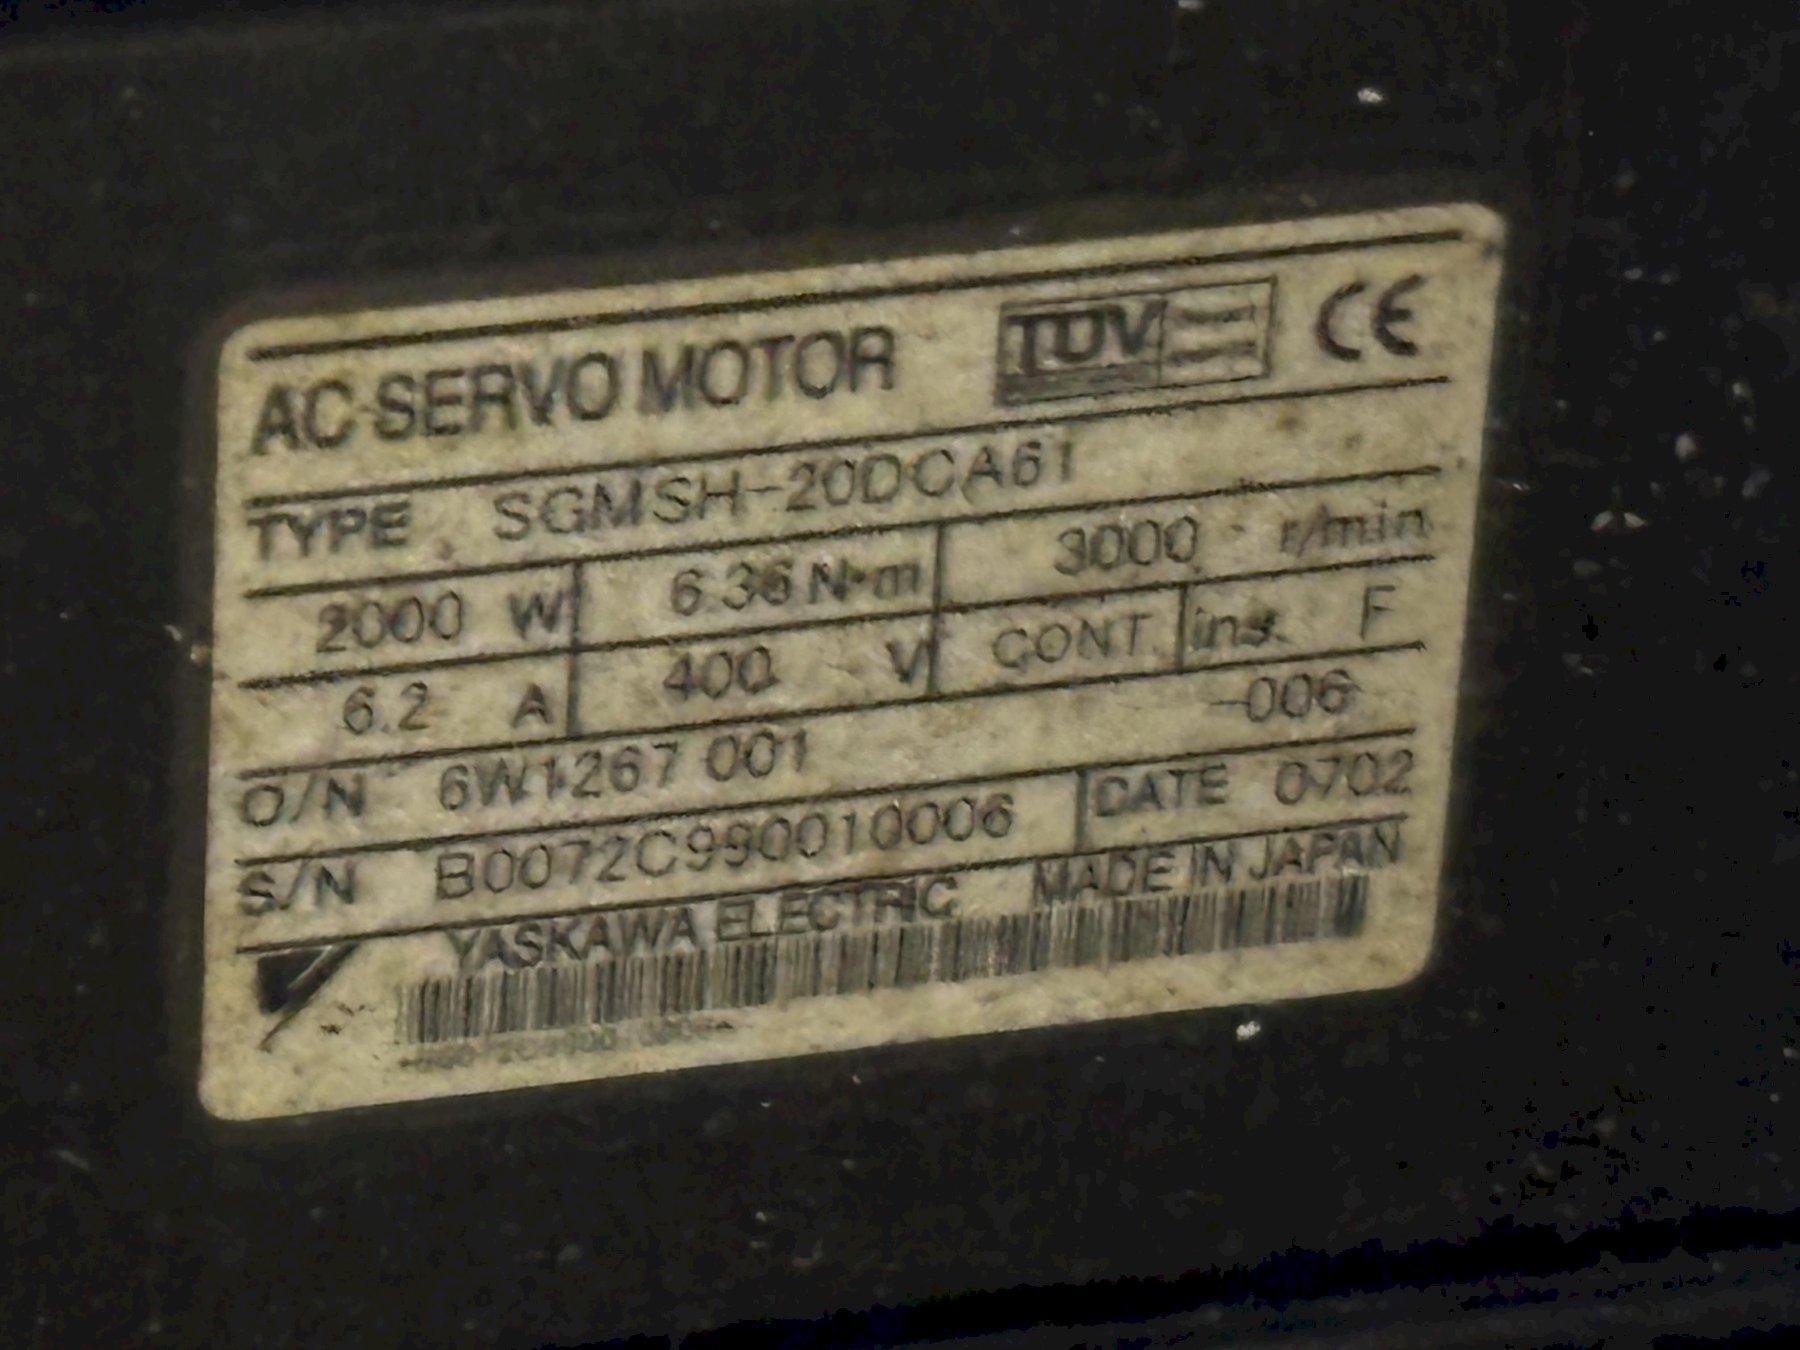 AC SERVO MOTOR TÜV CE
TYPE SGMSH-20DCA61
2000 W 6.36 N·m 3000 r/min
6.2 A 400 V CONT. ins. F
O/N 6W1267 001 -006
S/N B0072C990010006 DATE 0702
YASKAWA ELECTRIC MADE IN JAPAN